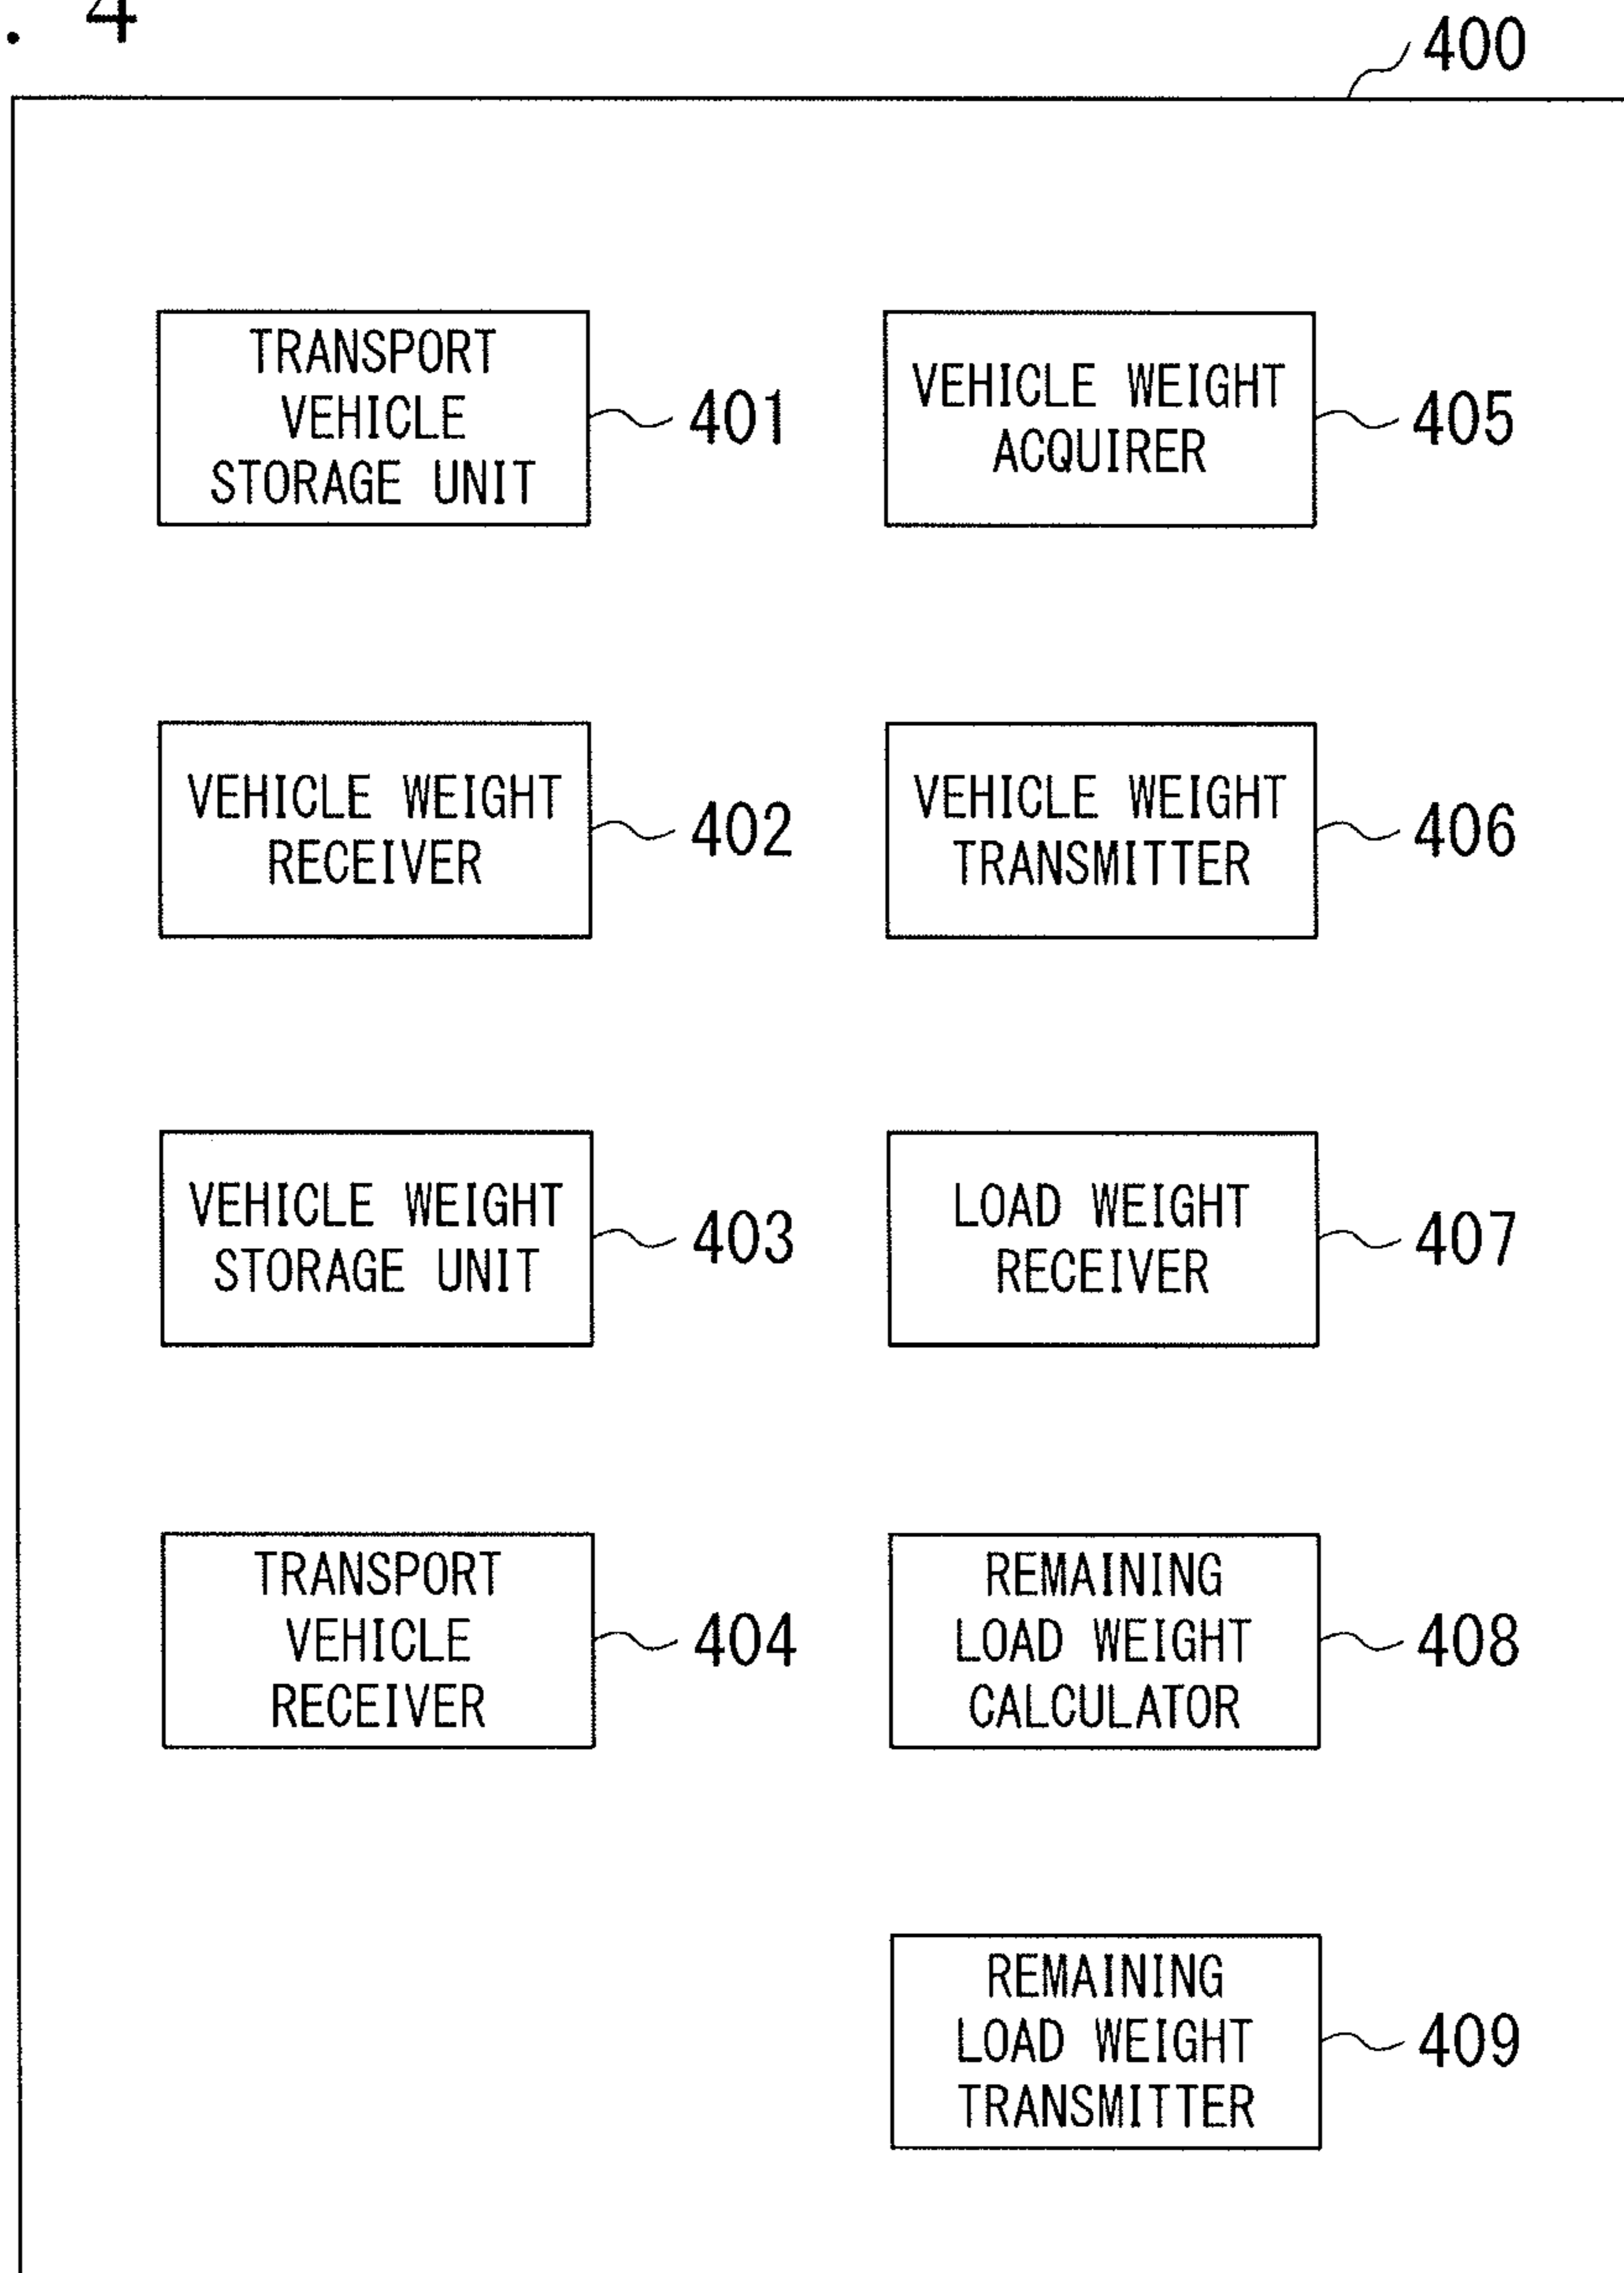 . 4
400
TRANSPORT
VEHICLE
STORAGE UNIT
401
VEHICLE WEIGHT
RECEIVER
402
VEHICLE WEIGHT
STORAGE UNIT
403
TRANSPORT
VEHICLE
RECEIVER
404
VEHICLE WEIGHT
ACQUIRER
405
VEHICLE WEIGHT
TRANSMITTER
406
LOAD WEIGHT
RECEIVER
407
REMAINING
LOAD WEIGHT
CALCULATOR
408
REMAINING
LOAD WEIGHT
TRANSMITTER
409